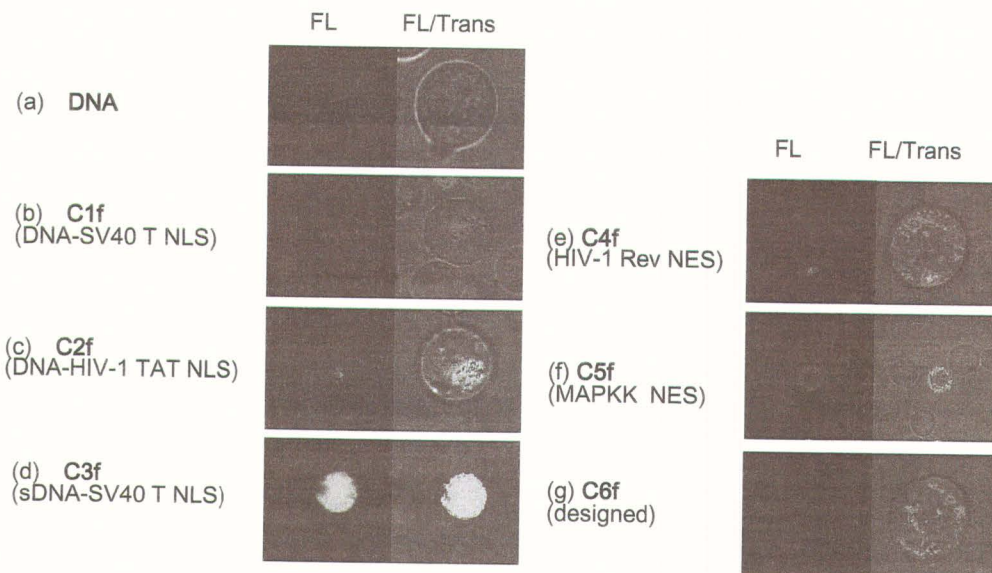 FL FL/Trans
(a) DNA
(b) C1f
(DNA-SV40 T NLS)
(c) C2f
(DNA-HIV-1 TAT NLS)
(d) C3f
(sDNA-SV40 T NLS)
FL FL/Trans
(e) C4f
(HIV-1 Rev NES)
(f) C5f
(MAPKK NES)
(g) C6f
(designed)